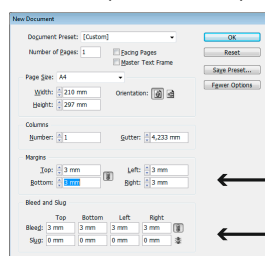 New Document
Document Preset: [Custom]
OK
Number of Pages: 1
Facing Pages
Reset
Master Text Frame
Save Preset...
Page Size: A4
Fewer Options
Width: 210 mm
Orientation:
Height: 297 mm
Columns
Number: 1
Gutter: 4,233 mm
Margins
Top: 3 mm
Left: 3 mm
Bottom: 3 mm
Right: 3 mm
Bleed and Slug
Top Bottom Left Right
Bleed: 3 mm 3 mm 3 mm 3 mm
Slug: 0 mm 0 mm 0 mm 0 mm